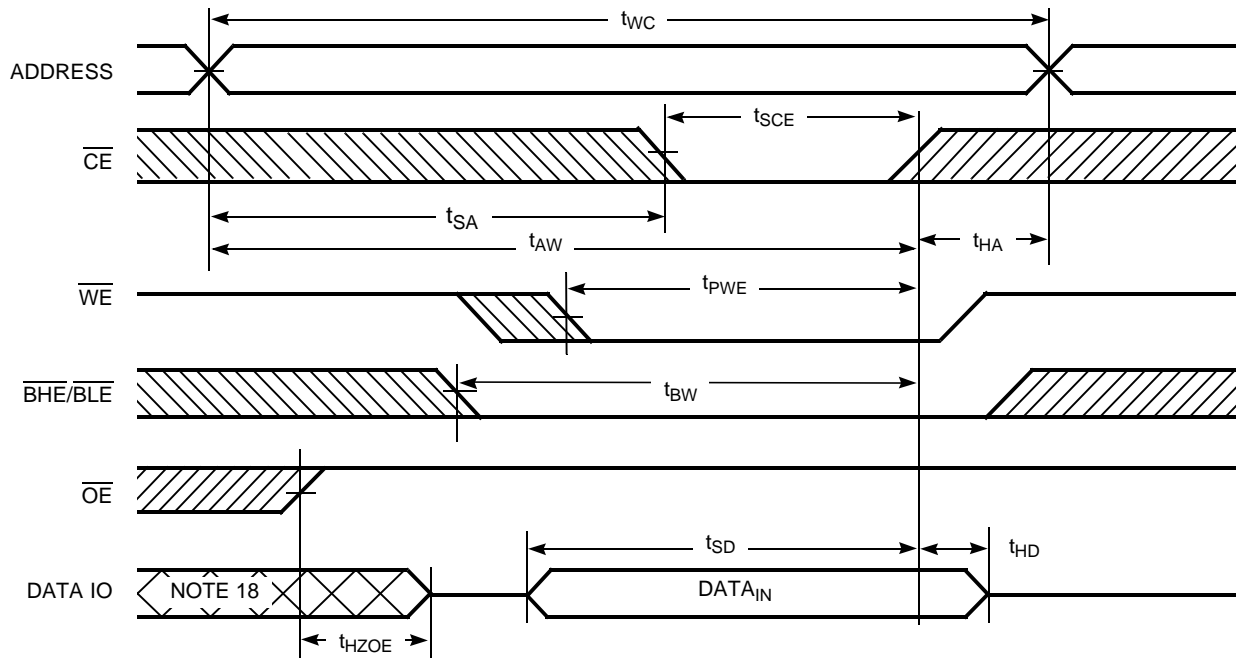 tWC
ADDRESS
tSCE
CE
tSA
tAW
tHA
WE
tPWE
BHE/BLE
tBW
OE
tSD
tHD
DATA IO
NOTE 18
DATAIN
tHZOE